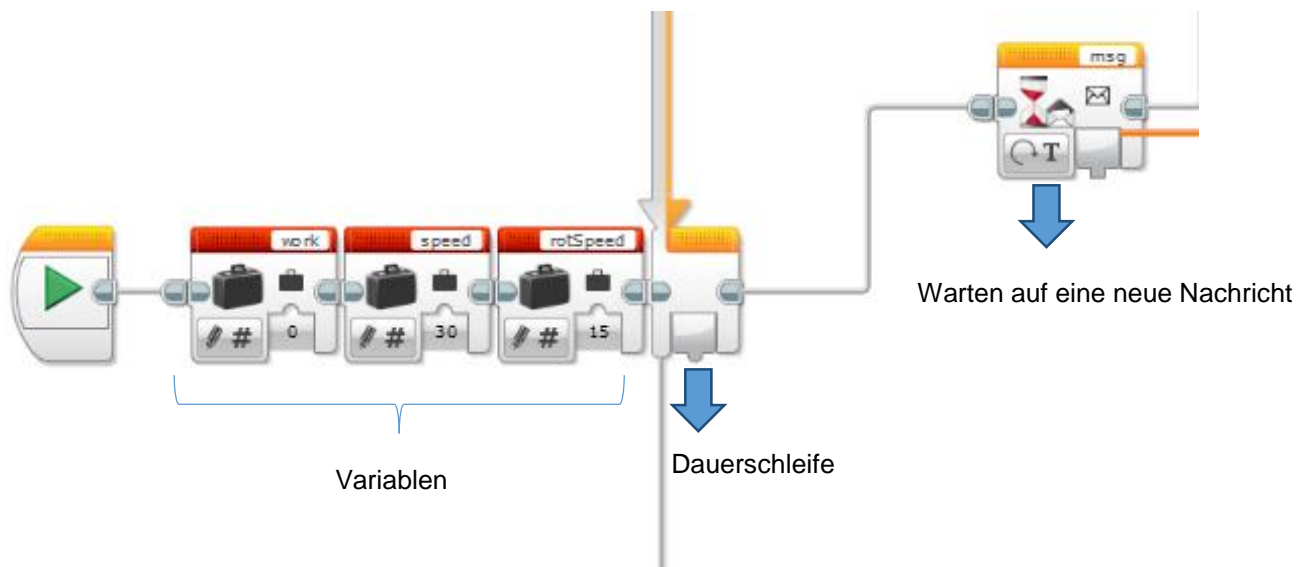 msg
T
work
speed
rotSpeed
# 0
# 30
# 15
Warten auf eine neue Nachricht
Dauerschleife
Variablen